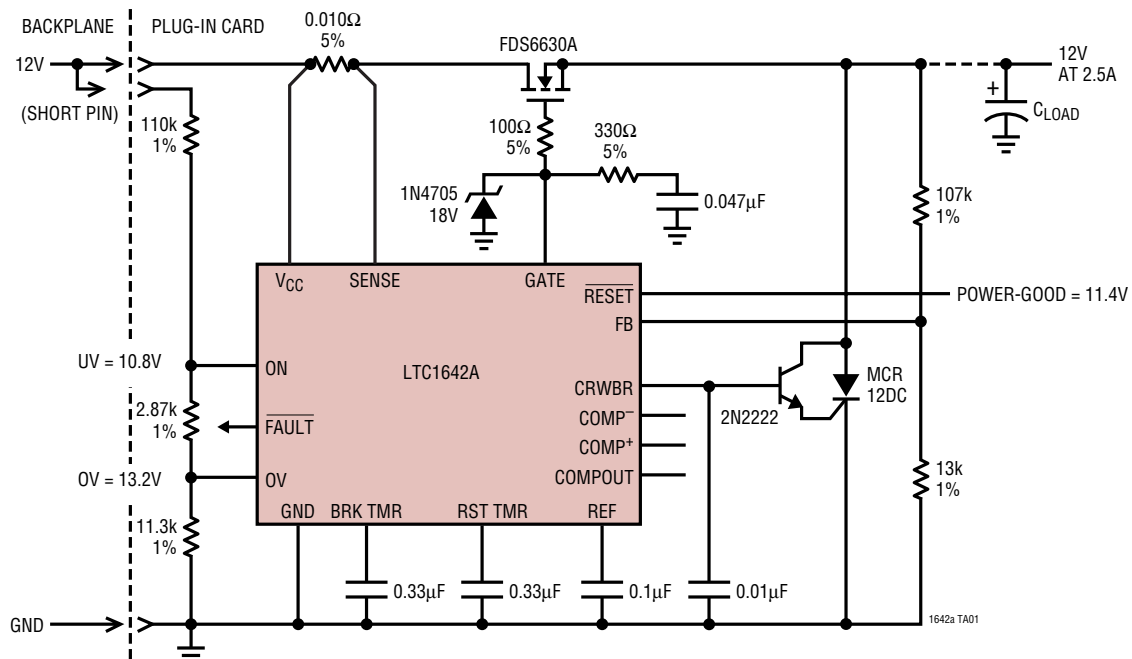 BACKPLANE
PLUG-IN CARD
0.010Ω
5%
FDS6630A
12V
12V
AT 2.5A
(SHORT PIN)
+
CLOAD
110k
1%
100Ω
5%
330Ω
5%
1N4705
18V
0.047µF
107k
1%
VCC
SENSE
GATE
RESET
POWER-GOOD = 11.4V
FB
UV = 10.8V
ON
LTC1642A
CRWBR
MCR
12DC
2N2222
2.87k
1%
FAULT
COMP–
COMP+
OV = 13.2V
OV
COMPOUT
13k
1%
GND
BRK TMR
RST TMR
REF
11.3k
1%
0.33µF
0.33µF
0.1µF
0.01µF
GND
1642a TA01